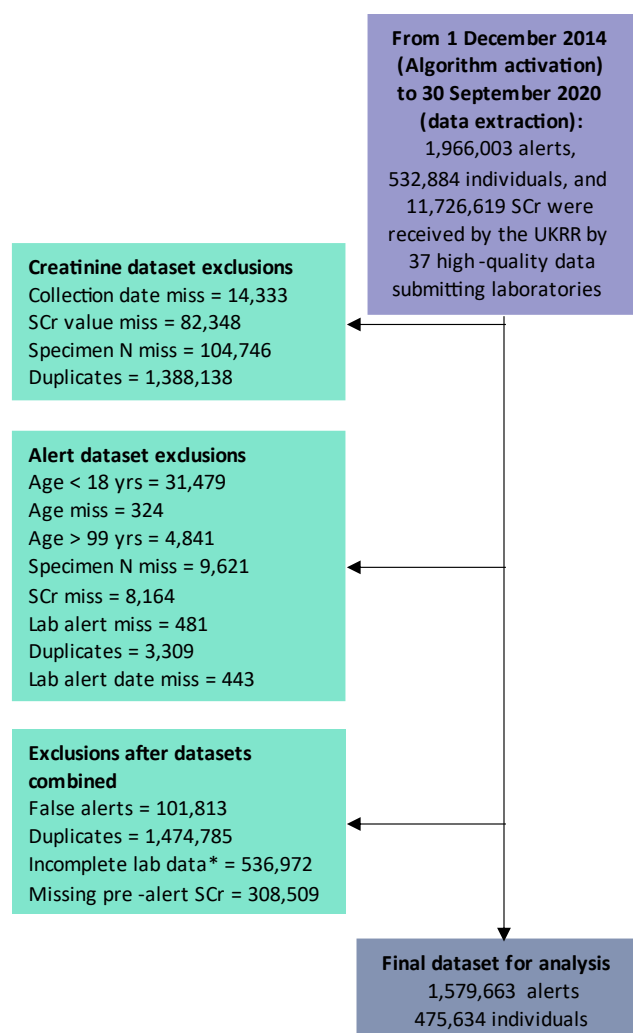 From 1 December 2014
(Algorithm activation)
to 30 September 2020
(data extraction):
1,966,003 alerts,
532,884 individuals, and
11,726,619 SCr were
received by the UKRR by
37 high -quality data
submitting laboratories
Creatinine dataset exclusions
Collection date miss = 14,333
SCr value miss = 82,348
Specimen N miss = 104,746
Duplicates = 1,388,138
Alert dataset exclusions
Age < 18 yrs = 31,479
Age miss = 324
Age > 99 yrs = 4,841
Specimen N miss = 9,621
SCr miss = 8,164
Lab alert miss = 481
Duplicates = 3,309
Lab alert date miss = 443
Exclusions after datasets
combined
False alerts = 101,813
Duplicates = 1,474,785
Incomplete lab data* = 536,972
Missing pre -alert SCr = 308,509
Final dataset for analysis
1,579,663 alerts
475,634 individuals